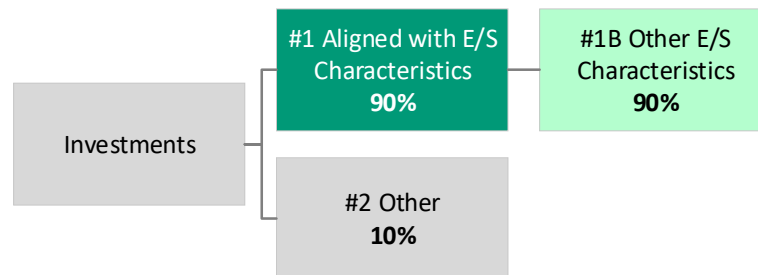 Investments
#1 Aligned with E/S
Characteristics
90%
#1B Other E/S
Characteristics
90%
#2 Other
10%